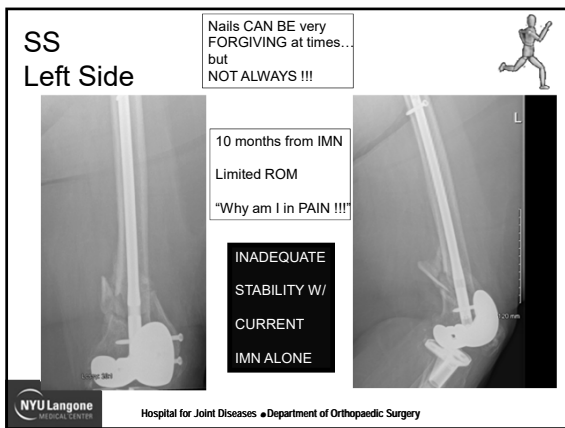 SS
Left Side
Nails CAN BE very
FORGIVING at times…
but
NOT ALWAYS !!!
10 months from IMN
Limited ROM
“Why am I in PAIN !!!”
INADEQUATE
STABILITY W/
CURRENT
IMN ALONE
L
120 mm
NYU Langone
MEDICAL CENTER
Hospital for Joint Diseases ● Department of Orthopaedic Surgery